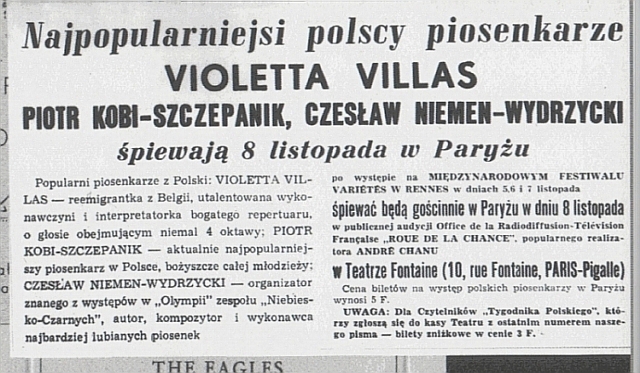 Najpopularniejsi polscy piosenkarze
VIOLETTA VILLAS
PIOTR KOBI-SZCZEPANIK, CZESŁAW NIEMEN-WYDRZYCKI
śpiewają 8 listopada w Paryżu
Popularni piosenkarze z Polski: VIOLETTA VIL-
LAS — reemigrantka z Belgii, utalentowana wyko-
nawczyni i interpretatorka bogatego repertuaru,
o głosie obejmującym niemal 4 oktawy; PIOTR
KOBI-SZCZEPANIK — aktualnie najpopularniej-
szy piosenkarz w Polsce, bożyszcze całej młodzieży;
CZESŁAW NIEMEN-WYDRZYCKI — organizator
znanego z występów w „Olympii” zespołu „Niebies-
ko-Czarnych”, autor, kompozytor i wykonawca
najbardziej lubianych piosenek
po występie na MIĘDZYNARODOWYM FESTIWALU
VARIÉTÉS W RENNES w dniach 5,6 i 7 listopada
śpiewać będą gościnnie w Paryżu w dniu 8 listopada
w publicznej audycji Office de la Radiodiffusion-Télévision
Française „ROUE DE LA CHANCE”, popularnego realiza-
tora ANDRÉ CHANU
w Teatrze Fontaine (10, rue Fontaine, PARIS-Pigalle)
Cena biletów na występ polskich piosenkarzy w Paryżu
wynosi 5 F.
UWAGA: Dla Czytelników „Tygodnika Polskiego”, któ-
rzy zgłoszą się do kasy Teatru z ostatnim numerem nasze-
go pisma — bilety zniżkowe w cenie 3 F.
THE EAGLES